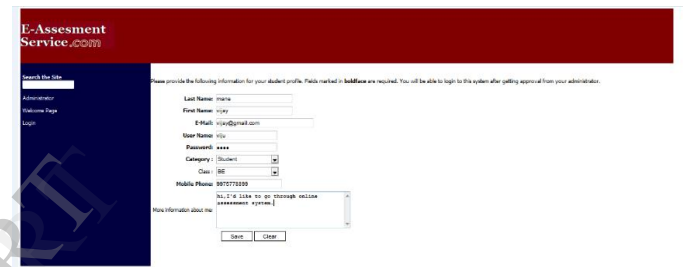 E-Assesment
Service.com
Search the Site
Administrator
Welcome Page
Login
Please provide the following information for your student profile. Fields marked in boldface are required. You will be able to login to this system after getting approval from your administrator.
Last Name: mana
First Name: vijay
E-Mail: vijay@gmail.com
User Name: viju
Password: ●●●●
Category : Student
Class : BE
Mobile Phone: 9975770899
More information about me: hi,I'd like to go through online
assessment system.
Save Clear